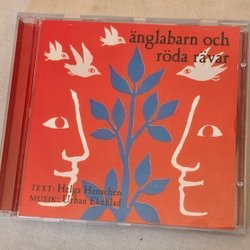 änglabarn och
röda rävar
TEXT: Helga Henschen
MUSIK: Urban Ekeblad